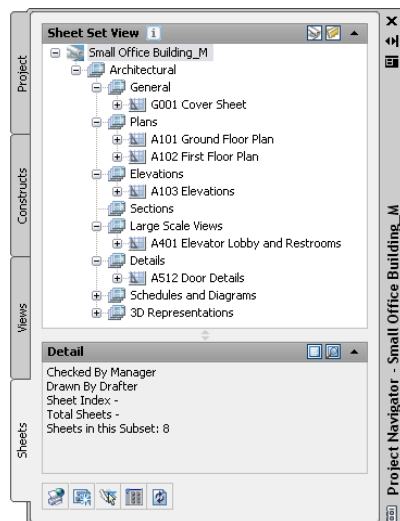 Sheet Set View
Small Office Building_M
Architectural
General
G001 Cover Sheet
Plans
A101 Ground Floor Plan
A102 First Floor Plan
Elevations
A103 Elevations
Sections
Large Scale Views
A401 Elevator Lobby and Restrooms
Details
A512 Door Details
Schedules and Diagrams
3D Representations
Detail
Checked By Manager
Drawn By Drafter
Sheet Index -
Total Sheets -
Sheets in this Subset: 8
Project
Constructs
Views
Sheets
Project Navigator - Small Office Building_M